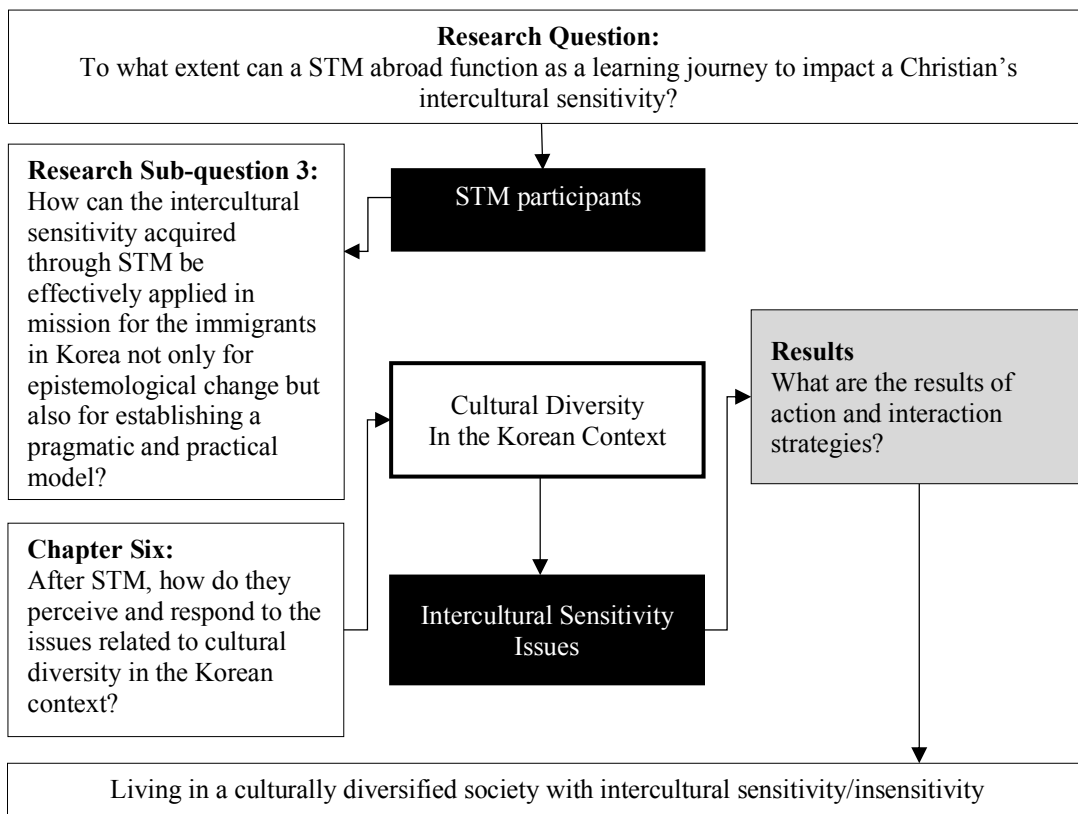 Research Question:
To what extent can a STM abroad function as a learning journey to impact a Christian's
intercultural sensitivity?
Research Sub-question 3:
How can the intercultural
sensitivity acquired
through STM be
effectively applied in
mission for the immigrants
in Korea not only for
epistemological change but
also for establishing a
pragmatic and practical
model?
STM participants
Cultural Diversity
In the Korean Context
Results
What are the results of
action and interaction
strategies?
Chapter Six:
After STM, how do they
perceive and respond to the
issues related to cultural
diversity in the Korean
context?
Intercultural Sensitivity
Issues
Living in a culturally diversified society with intercultural sensitivity/insensitivity